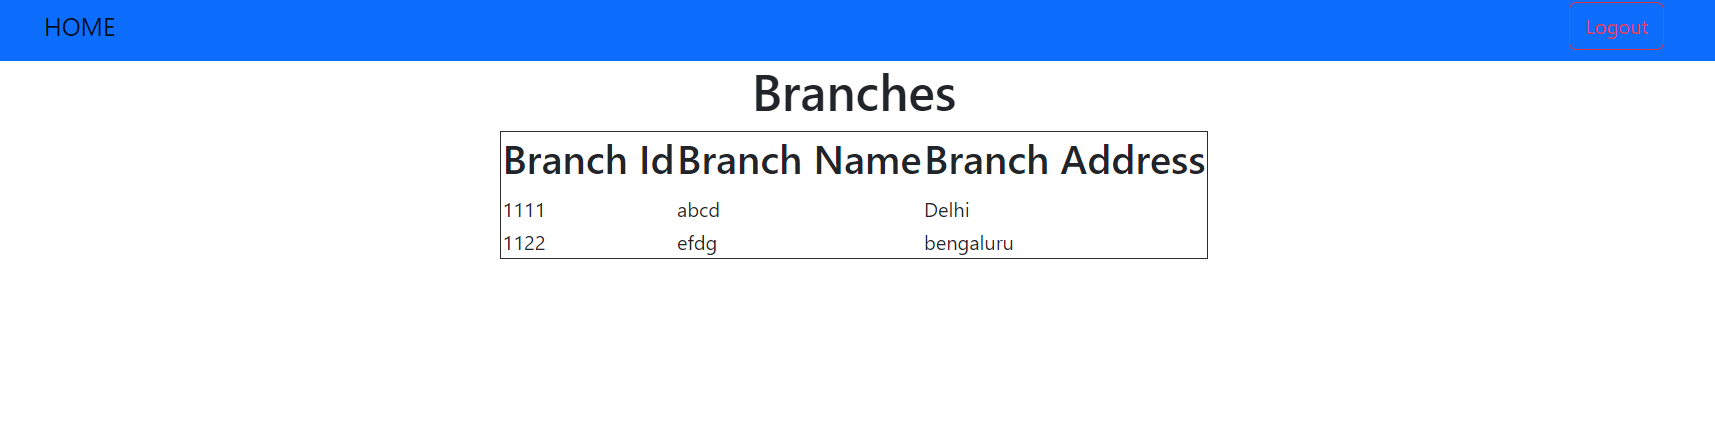 HOME Logout
Branches
Branch Id Branch Name Branch Address
1111 abcd Delhi
1122 efdg bengaluru